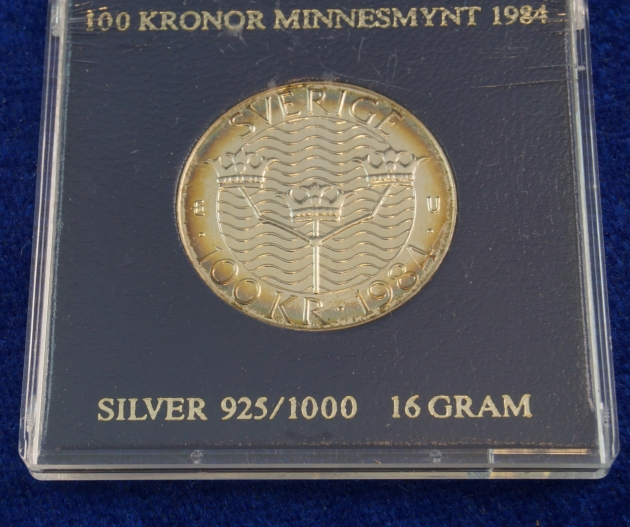 100 KRONOR MINNESMYNT 1984
SVERIGE
U
100 KR · 1984
SILVER 925/1000 16 GRAM